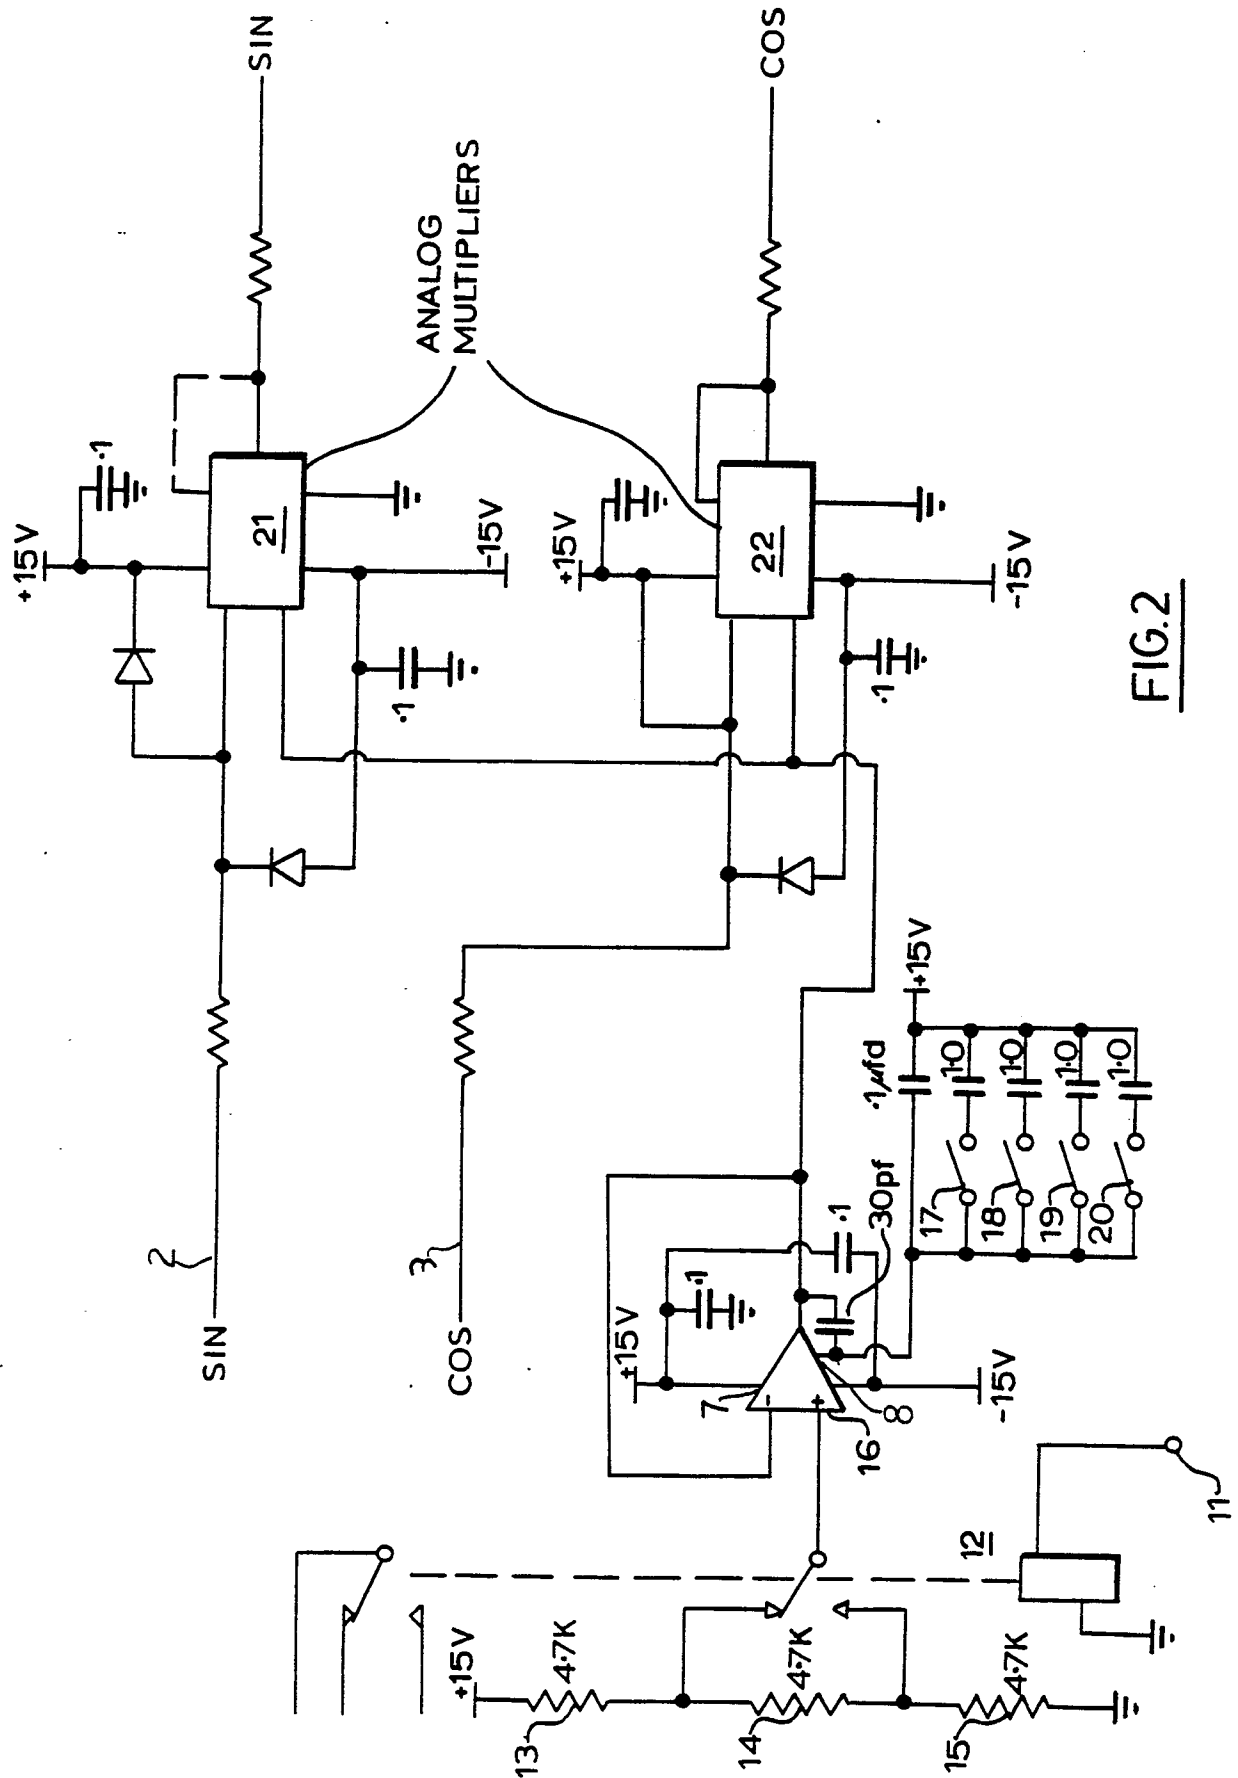 SIN
COS
ANALOG
MULTIPLIERS
+15V
.1
21
-15V
.1
+15V
22
-15V
.1
SIN
2
COS
3
±15V
.1
.1
30pf
7
8
16
-15V
.1µfd
+15V
17
1.0
18
1.0
19
1.0
20
1.0
+15V
13
4.7K
14
4.7K
15
4.7K
12
11
FIG.2